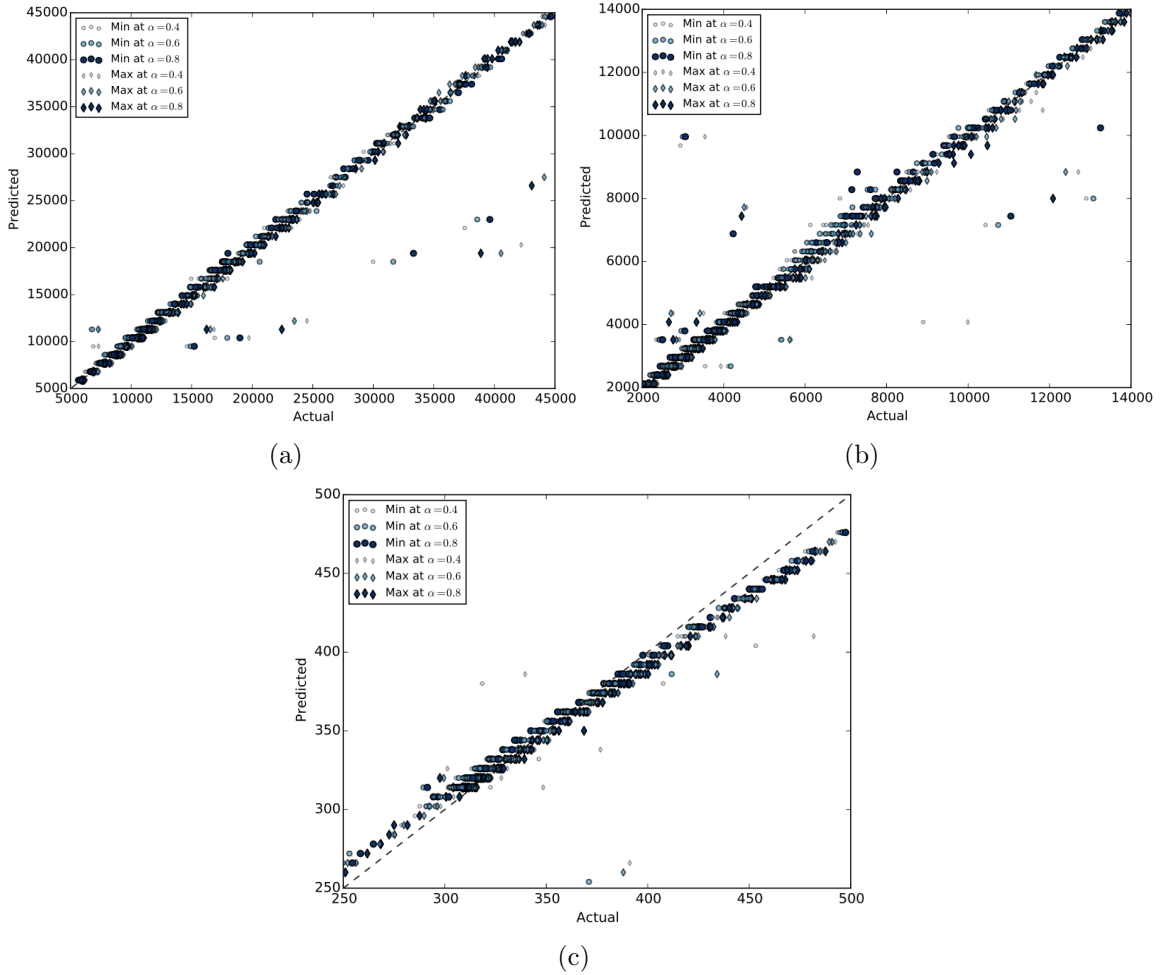 45000
40000
35000
30000
25000
20000
15000
10000
5000
Predicted
Min at α=0.4
Min at α=0.6
Min at α=0.8
Max at α=0.4
Max at α=0.6
Max at α=0.8
5000 10000 15000 20000 25000 30000 35000 40000 45000
Actual
(a)
14000
12000
10000
8000
6000
4000
2000
Predicted
Min at α=0.4
Min at α=0.6
Min at α=0.8
Max at α=0.4
Max at α=0.6
Max at α=0.8
2000 4000 6000 8000 10000 12000 14000
Actual
(b)
500
450
400
350
300
250
Predicted
Min at α=0.4
Min at α=0.6
Min at α=0.8
Max at α=0.4
Max at α=0.6
Max at α=0.8
250 300 350 400 450 500
Actual
(c)